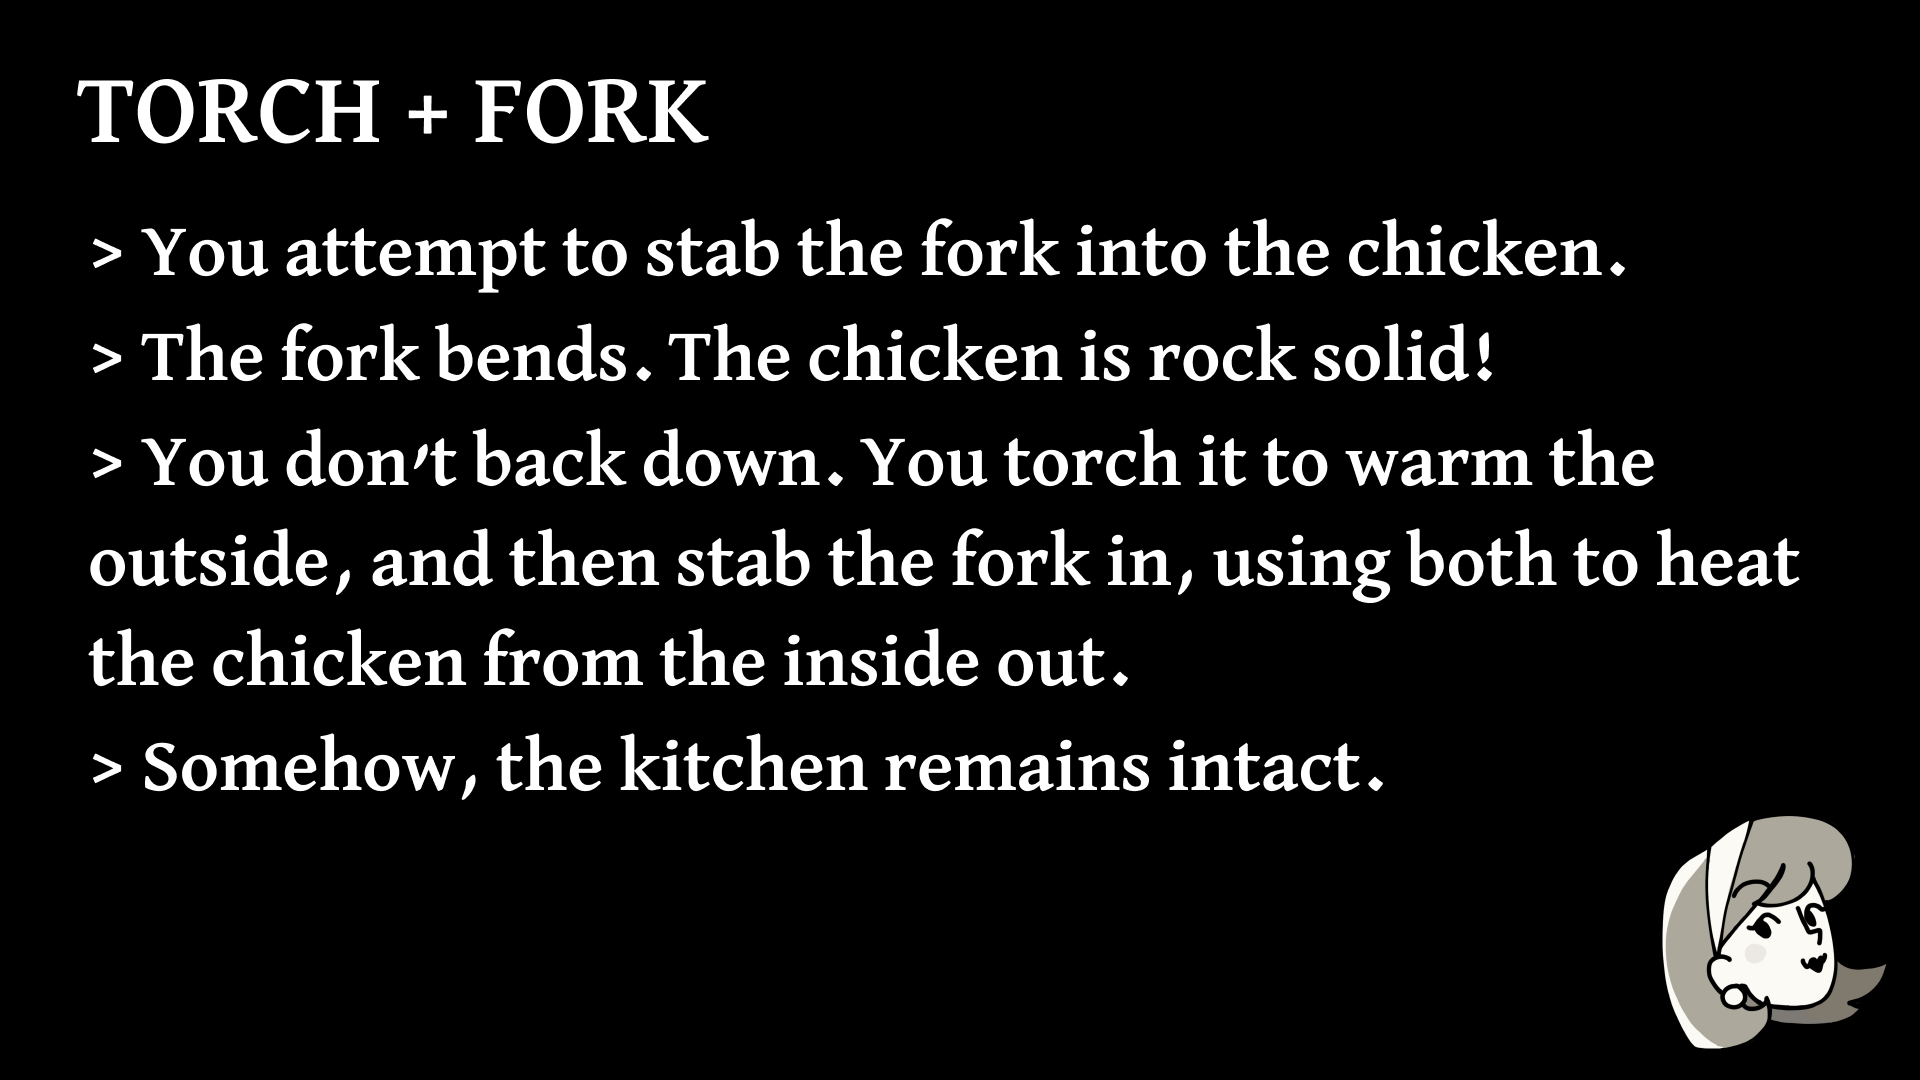 TORCH + FORK
> You attempt to stab the fork into the chicken.
> The fork bends. The chicken is rock solid!
> You don't back down. You torch it to warm the
outside, and then stab the fork in, using both to heat
the chicken from the inside out.
> Somehow, the kitchen remains intact.